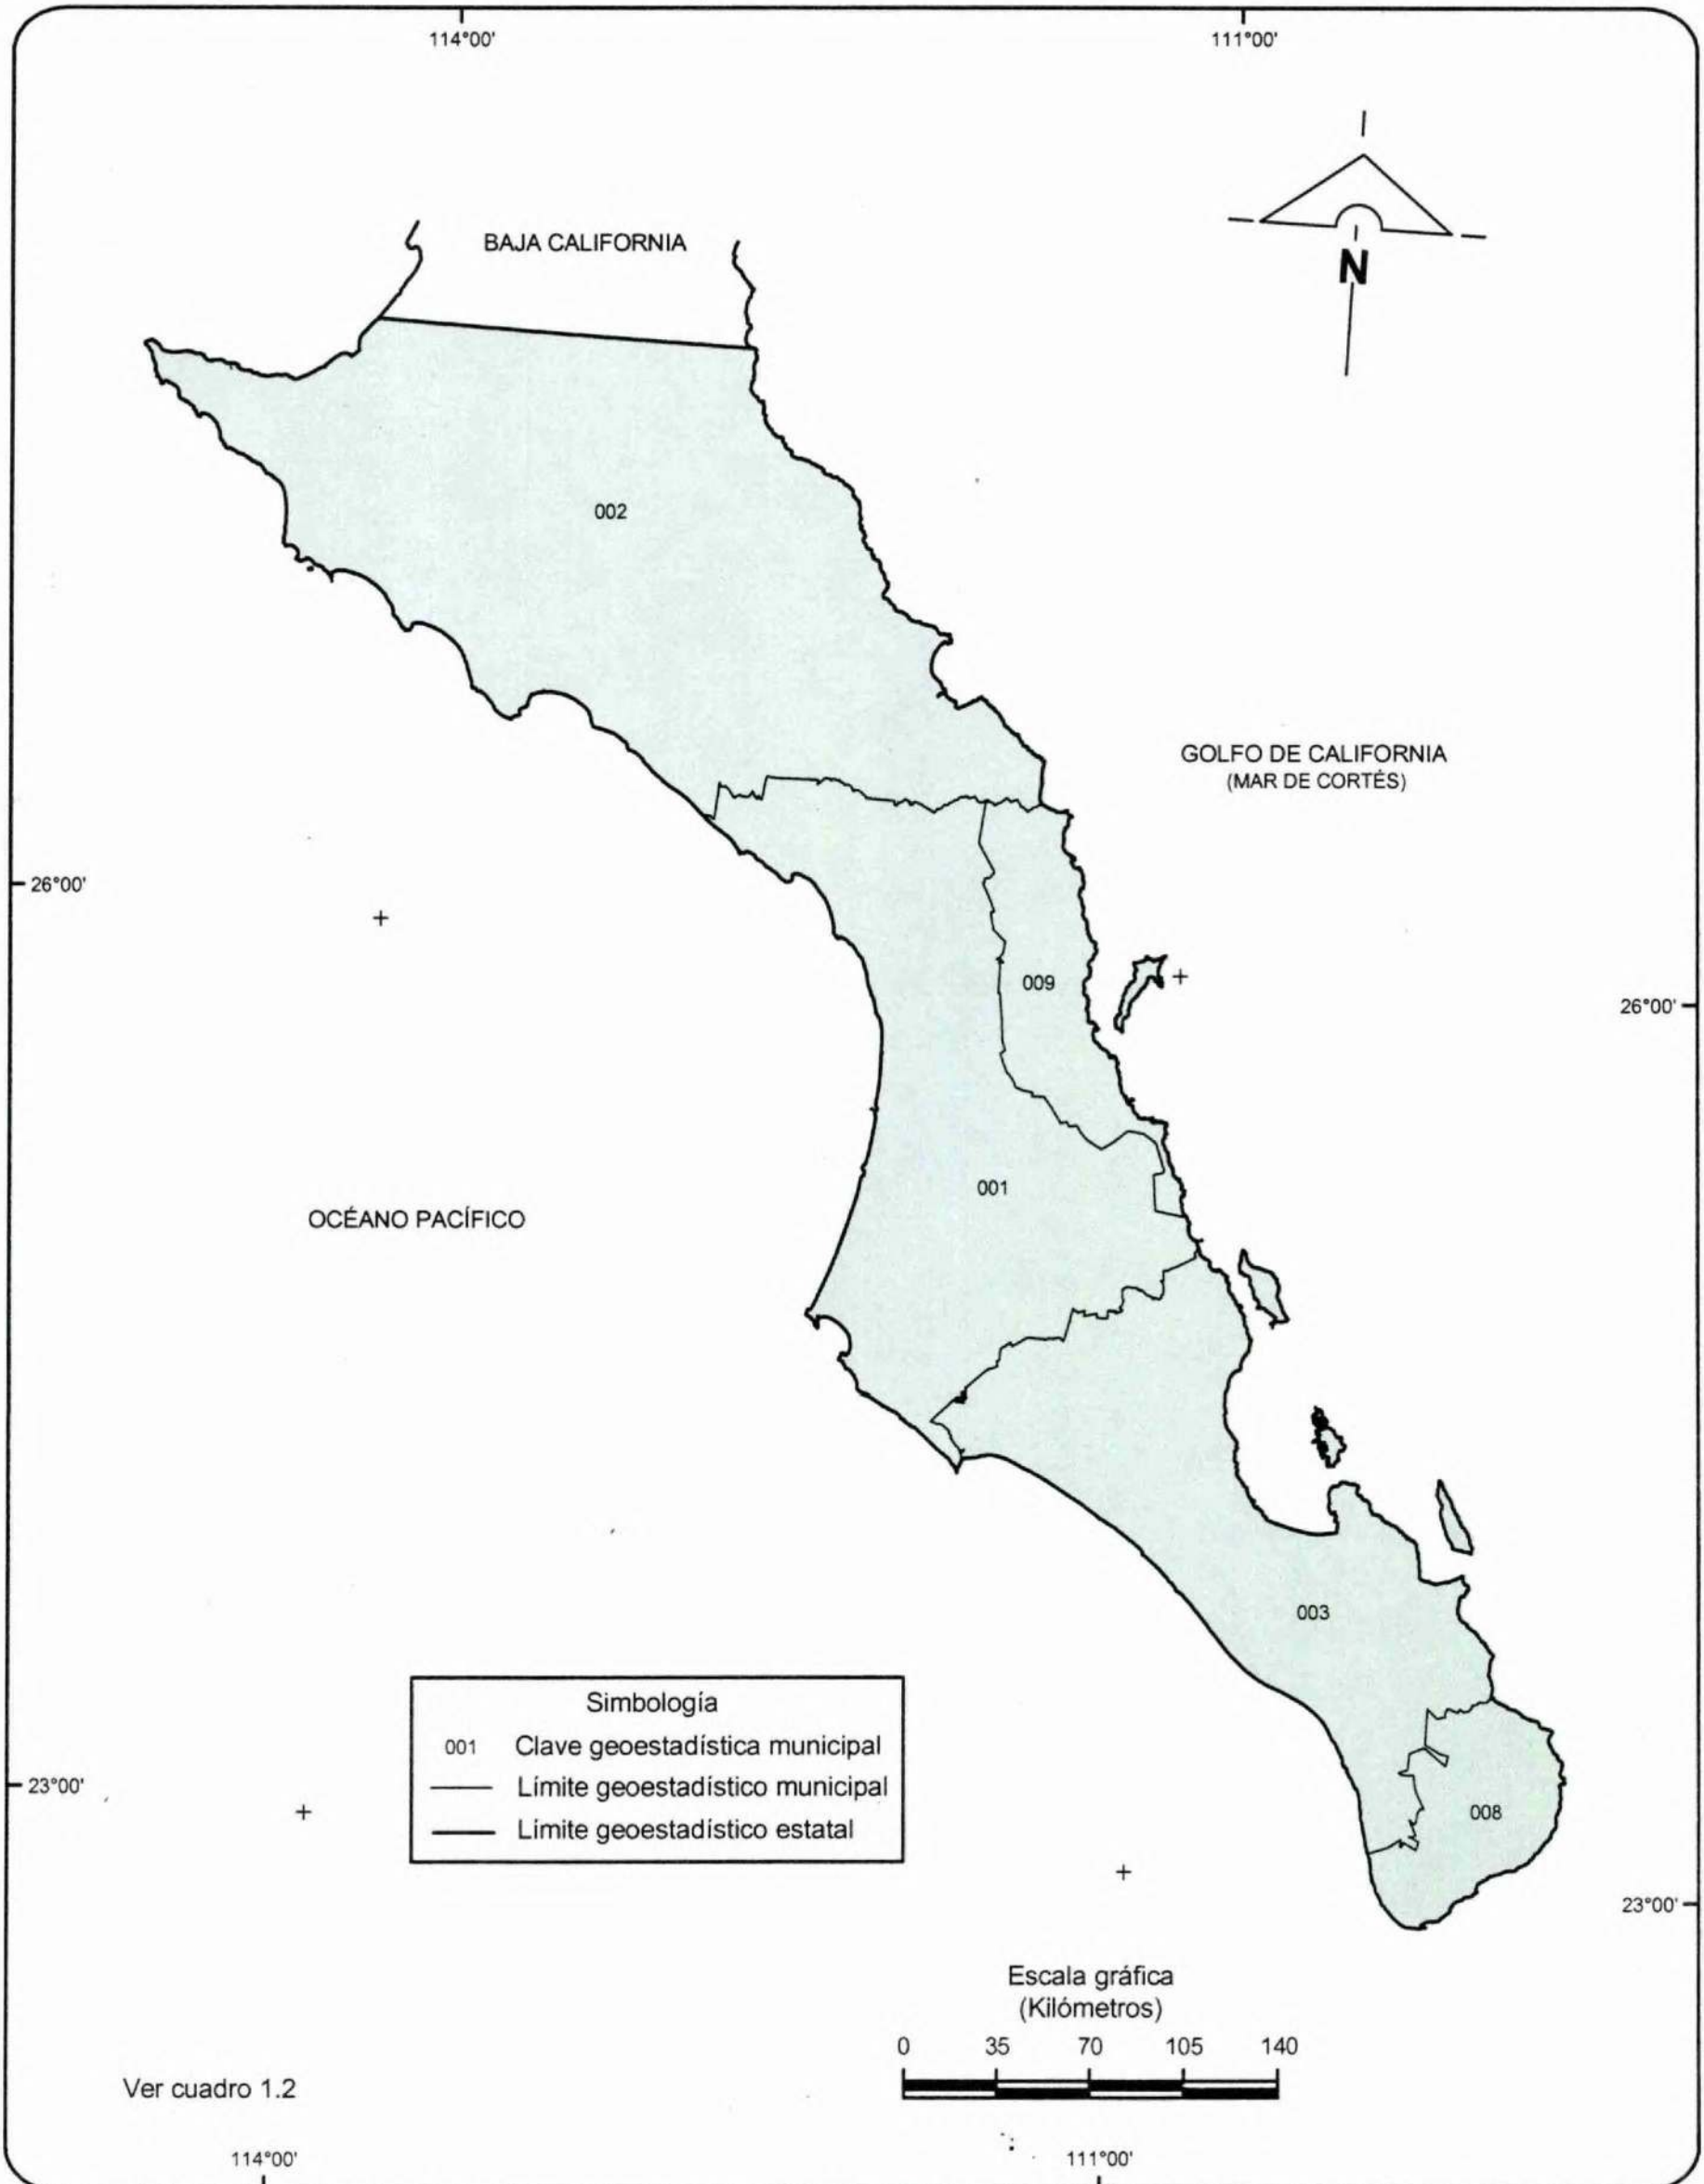 114°00' 111°00'
N
BAJA CALIFORNIA
002
GOLFO DE CALIFORNIA
(MAR DE CORTÉS)
26°00'
009
26°00'
001
OCÉANO PACÍFICO
003
Simbología
001 Clave geoestadística municipal
Límite geoestadístico municipal
Límite geoestadístico estatal
23°00'
008
23°00'
Escala gráfica
(Kilómetros)
0 35 70 105 140
Ver cuadro 1.2
114°00' 111°00'